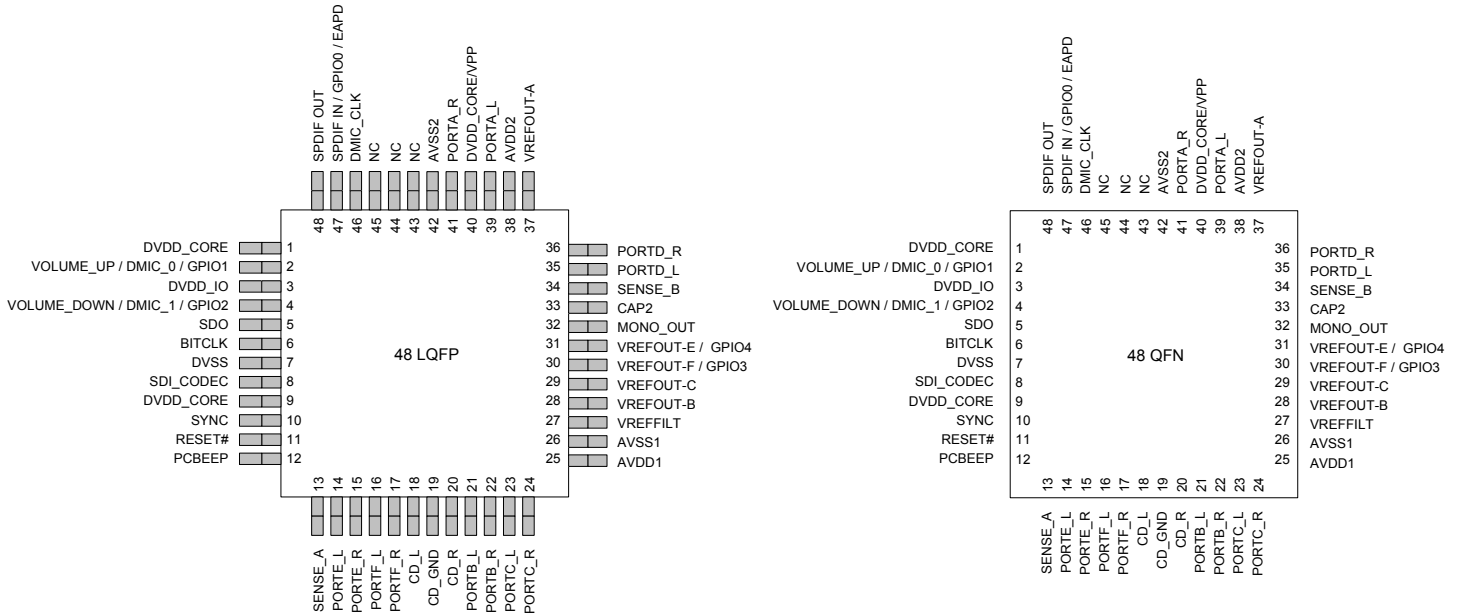 SPDIF OUT
SPDIF IN / GPIO0 / EAPD
DMIC_CLK
NC
NC
NC
AVSS2
PORTA_R
DVDD_CORE/VPP
PORTA_L
AVDD2
VREFOUT-A
48
47
46
45
44
43
42
41
40
39
38
37
DVDD_CORE 1
VOLUME_UP / DMIC_0 / GPIO1 2
DVDD_IO 3
VOLUME_DOWN / DMIC_1 / GPIO2 4
SDO 5
BITCLK 6
DVSS 7
SDI_CODEC 8
DVDD_CORE 9
SYNC 10
RESET# 11
PCBEEP 12
48 LQFP
36 PORTD_R
35 PORTD_L
34 SENSE_B
33 CAP2
32 MONO_OUT
31 VREFOUT-E / GPIO4
30 VREFOUT-F / GPIO3
29 VREFOUT-C
28 VREFOUT-B
27 VREFFILT
26 AVSS1
25 AVDD1
13
14
15
16
17
18
19
20
21
22
23
24
SENSE_A
PORTE_L
PORTE_R
PORTF_L
PORTF_R
CD_L
CD_GND
CD_R
PORTB_L
PORTB_R
PORTC_L
PORTC_R
SPDIF OUT
SPDIF IN / GPIO0 / EAPD
DMIC_CLK
NC
NC
NC
AVSS2
PORTA_R
DVDD_CORE/VPP
PORTA_L
AVDD2
VREFOUT-A
48
47
46
45
44
43
42
41
40
39
38
37
DVDD_CORE 1
VOLUME_UP / DMIC_0 / GPIO1 2
DVDD_IO 3
VOLUME_DOWN / DMIC_1 / GPIO2 4
SDO 5
BITCLK 6
DVSS 7
SDI_CODEC 8
DVDD_CORE 9
SYNC 10
RESET# 11
PCBEEP 12
48 QFN
36 PORTD_R
35 PORTD_L
34 SENSE_B
33 CAP2
32 MONO_OUT
31 VREFOUT-E / GPIO4
30 VREFOUT-F / GPIO3
29 VREFOUT-C
28 VREFOUT-B
27 VREFFILT
26 AVSS1
25 AVDD1
13
14
15
16
17
18
19
20
21
22
23
24
SENSE_A
PORTE_L
PORTE_R
PORTF_L
PORTF_R
CD_L
CD_GND
CD_R
PORTB_L
PORTB_R
PORTC_L
PORTC_R